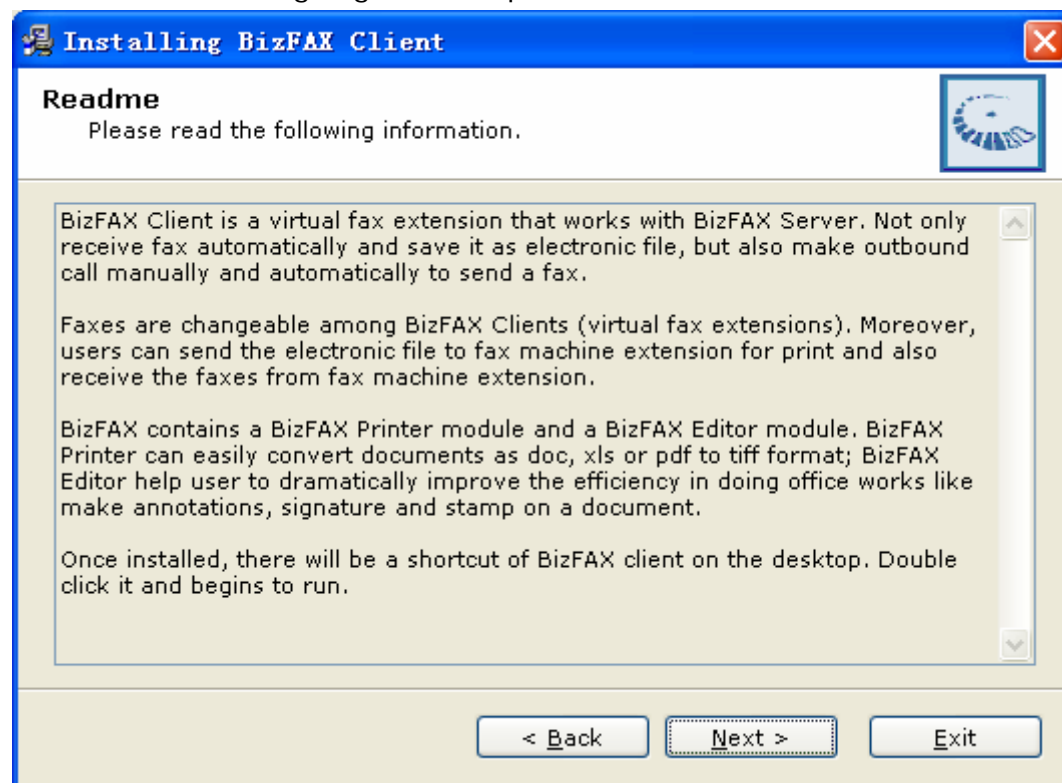 Installing BizFAX Client
Readme
Please read the following information.
BizFAX Client is a virtual fax extension that works with BizFAX Server. Not only
receive fax automatically and save it as electronic file, but also make outbound
call manually and automatically to send a fax.
Faxes are changeable among BizFAX Clients (virtual fax extensions). Moreover,
users can send the electronic file to fax machine extension for print and also
receive the faxes from fax machine extension.
BizFAX contains a BizFAX Printer module and a BizFAX Editor module. BizFAX
Printer can easily convert documents as doc, xls or pdf to tiff format; BizFAX
Editor help user to dramatically improve the efficiency in doing office works like
make annotations, signature and stamp on a document.
Once installed, there will be a shortcut of BizFAX client on the desktop. Double
click it and begins to run.
< Back Next > Exit